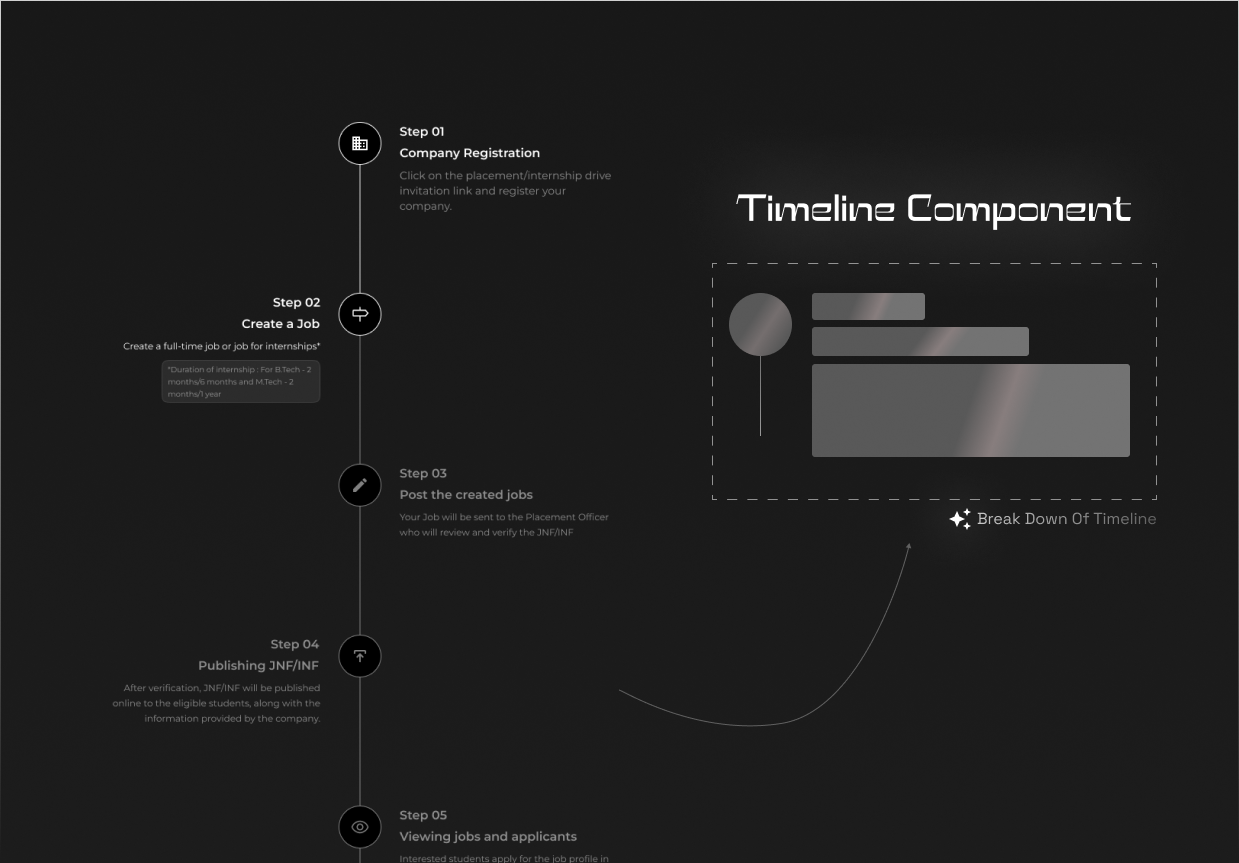 Step 01
Company Registration
Click on the placement/internship drive
invitation link and register your
company.
Timeline Component
Step 02
Create a Job
Create a full-time job or job for internships*
*Duration of internship : For B.Tech - 2
months/6 months and M.Tech - 2
months/1 year
Step 03
Post the created jobs
Your Job will be sent to the Placement Officer
who will review and verify the JNF/INF
Break Down Of Timeline
Step 04
Publishing JNF/INF
After verification, JNF/INF will be published
online to the eligible students, along with the
information provided by the company.
Step 05
Viewing jobs and applicants
Interested students apply for the job profile in